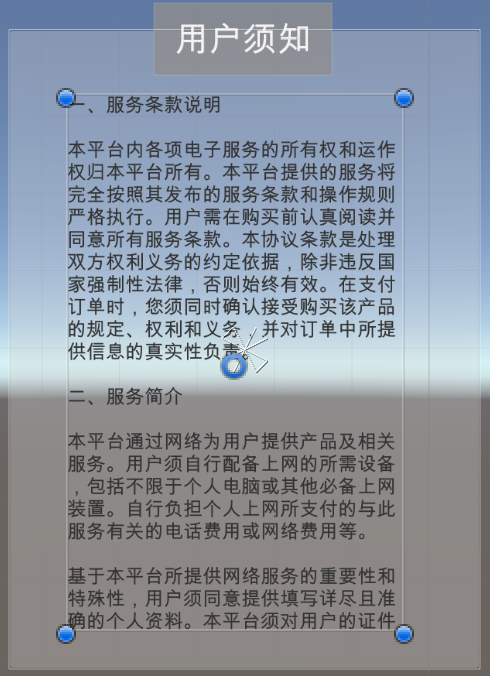 用户须知
一、服务条款说明
本平台内各项电子服务的所有权和运作
权归本平台所有。本平台提供的服务将
完全按照其发布的服务条款和操作规则
严格执行。用户需在购买前认真阅读并
同意所有服务条款。本协议条款是处理
双方权利义务的约定依据，除非违反国
家强制性法律，否则始终有效。在支付
订单时，您须同时确认接受购买该产品
的规定、权利和义务，并对订单中所提
供信息的真实性负责。
二、服务简介
本平台通过网络为用户提供产品及相关
服务。用户须自行配备上网的所需设备
，包括不限于个人电脑或其他必备上网
装置。自行负担个人上网所支付的与此
服务有关的电话费用或网络费用等。
基于本平台所提供网络服务的重要性和
特殊性，用户须同意提供填写详尽且准
确的个人资料。本平台须对用户的证件